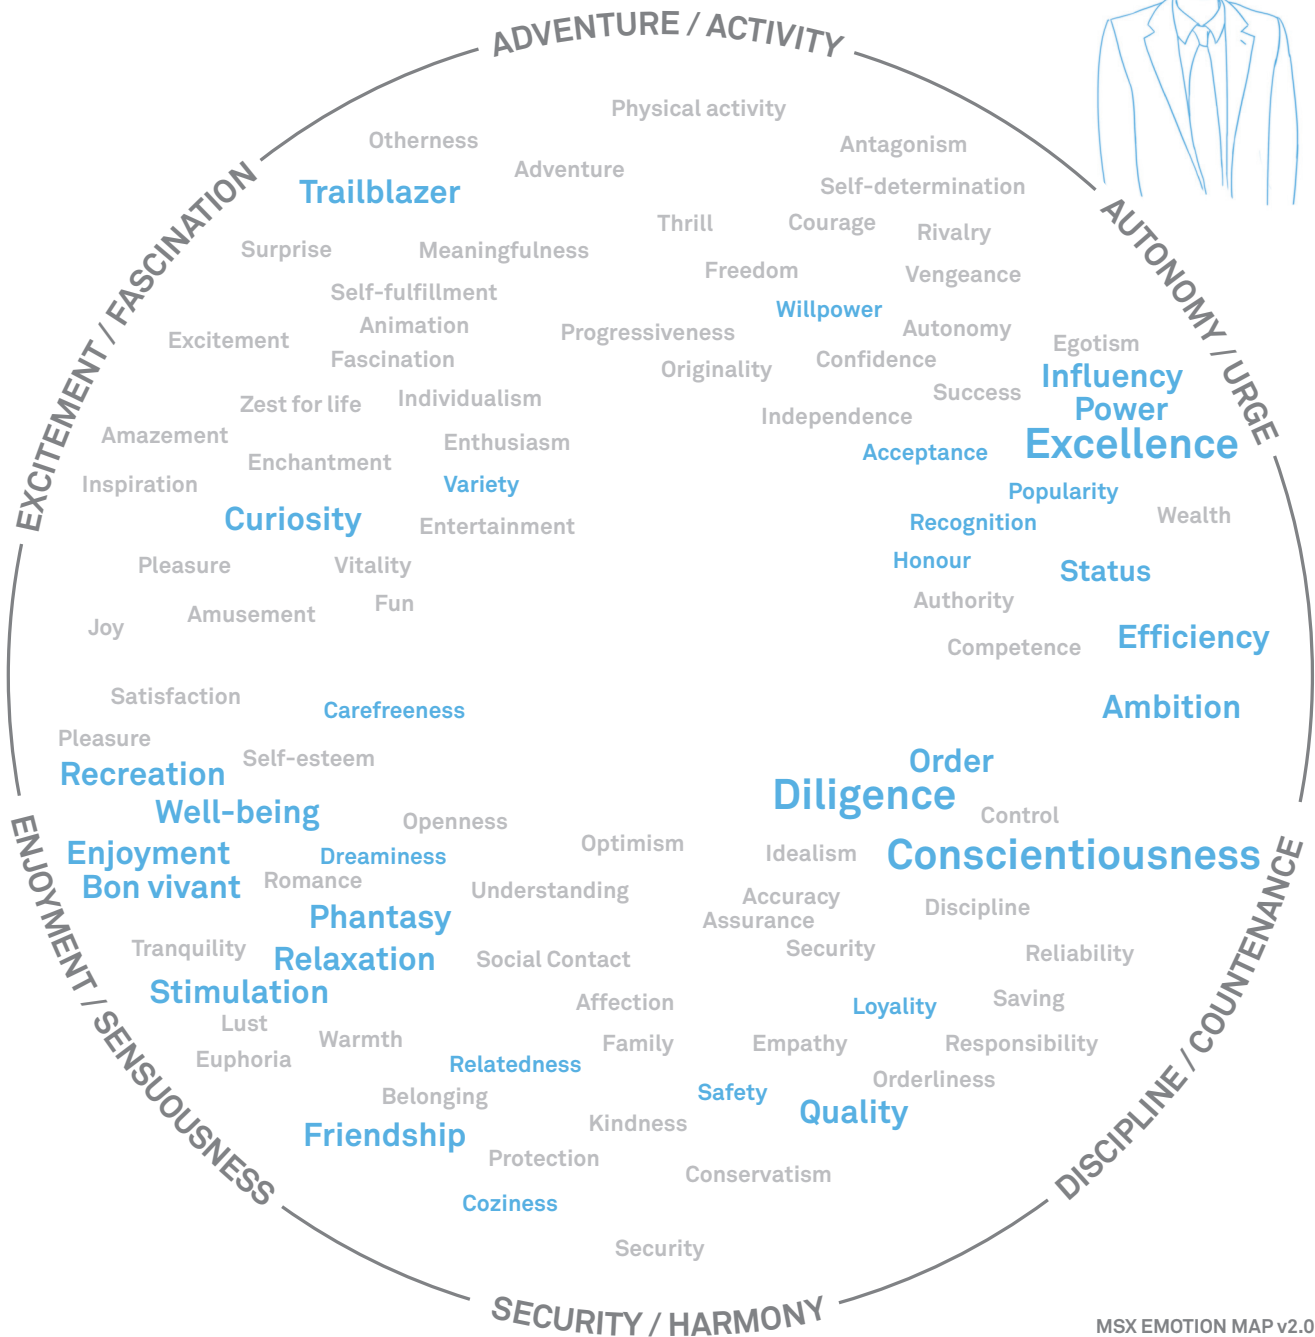 ADVENTURE / ACTIVITY
Physical activity
Otherness
Antagonism
Adventure
Trailblazer
Self-determination
Thrill
Courage
Rivalry
AUTONOMY / URGE
EXCITEMENT / FASCINATION
Surprise
Meaningfulness
Freedom
Vengeance
Self-fulfillment
Willpower
Animation
Progressiveness
Autonomy
Excitement
Egotism
Fascination
Originality
Confidence
Influency
Success
Zest for life
Individualism
Power
Independence
Amazement
Enthusiasm
Excellence
Acceptance
Enchantment
Inspiration
Variety
Popularity
Curiosity
Entertainment
Recognition
Wealth
Pleasure
Vitality
Honour
Status
Fun
Authority
Amusement
Joy
Efficiency
Competence
Satisfaction
Carefreeness
Ambition
Pleasure
Self-esteem
Order
Recreation
Diligence
Well-being
Control
Openness
Optimism
Enjoyment
Dreaminess
Idealism
Conscientiousness
Bon vivant
Romance
Understanding
Accuracy
Phantasy
Assurance
Discipline
ENJOYMENT / SENSUOUSNESS
DISCIPLINE / COUNTENANCE
Tranquility
Relaxation
Social Contact
Security
Reliability
Stimulation
Affection
Loyality
Saving
Lust
Warmth
Family
Empathy
Responsibility
Euphoria
Relatedness
Orderliness
Belonging
Safety
Quality
Friendship
Kindness
Protection
Conservatism
Coziness
Security
SECURITY / HARMONY
MSX EMOTION MAP v2.0